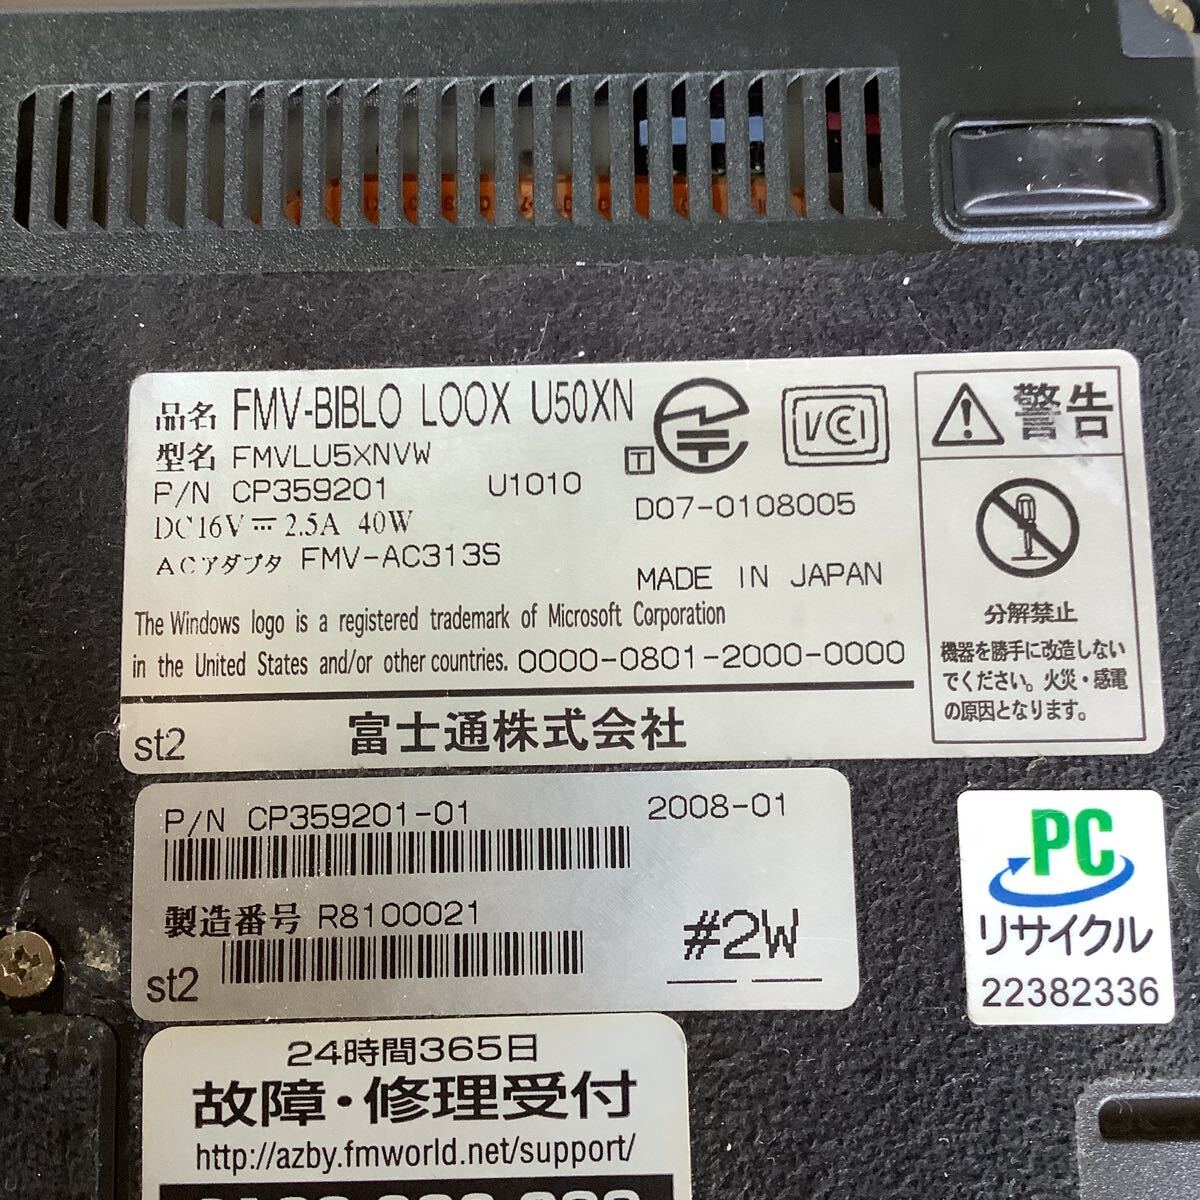 品名 FMV-BIBLO LOOX U50XN
型名 FMVLU5XNVW
P/N CP359201 U1010
DC16V 2.5A 40W
ACアダプタ FMV-AC313S
T
VCI
D07-0108005
MADE IN JAPAN
The Windows logo is a registered trademark of Microsoft Corporation
in the United States and/or other countries. 0000-0801-2000-0000
st2 富士通株式会社
警告
分解禁止
機器を勝手に改造しない
でください。火災・感電
の原因となります。
P/N CP359201-01 2008-01
製造番号 R8100021
st2
#2W
PC
リサイクル
22382336
24時間365日
故障・修理受付
http://azby.fmworld.net/support/